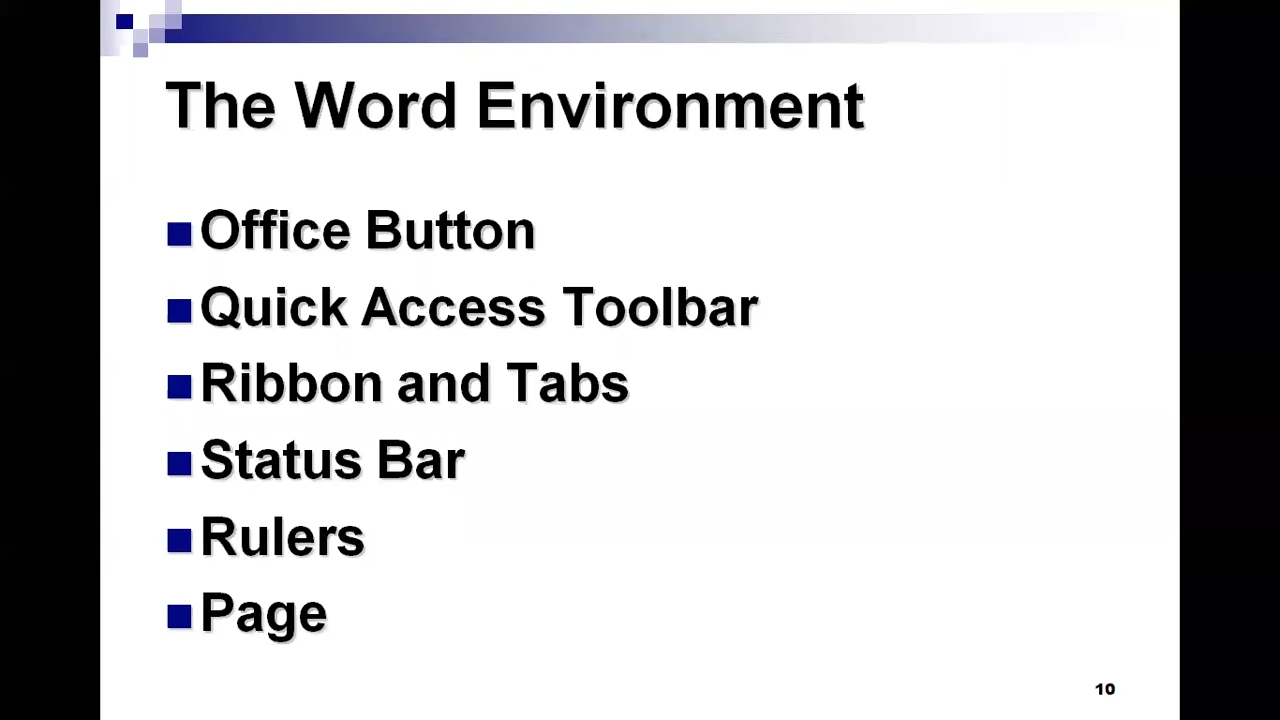 The Word Environment
Office Button
Quick Access Toolbar
Ribbon and Tabs
Status Bar
Rulers
Page
10